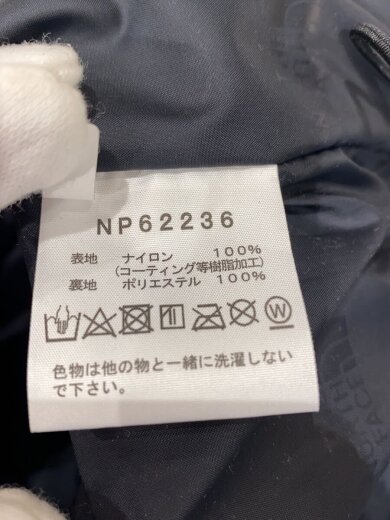 NP62236
表地 ナイロン 100%
(コーティング等樹脂加工)
裏地 ポリエステル 100%
W
色物は他の物と一緒に洗濯しない
で下さい。